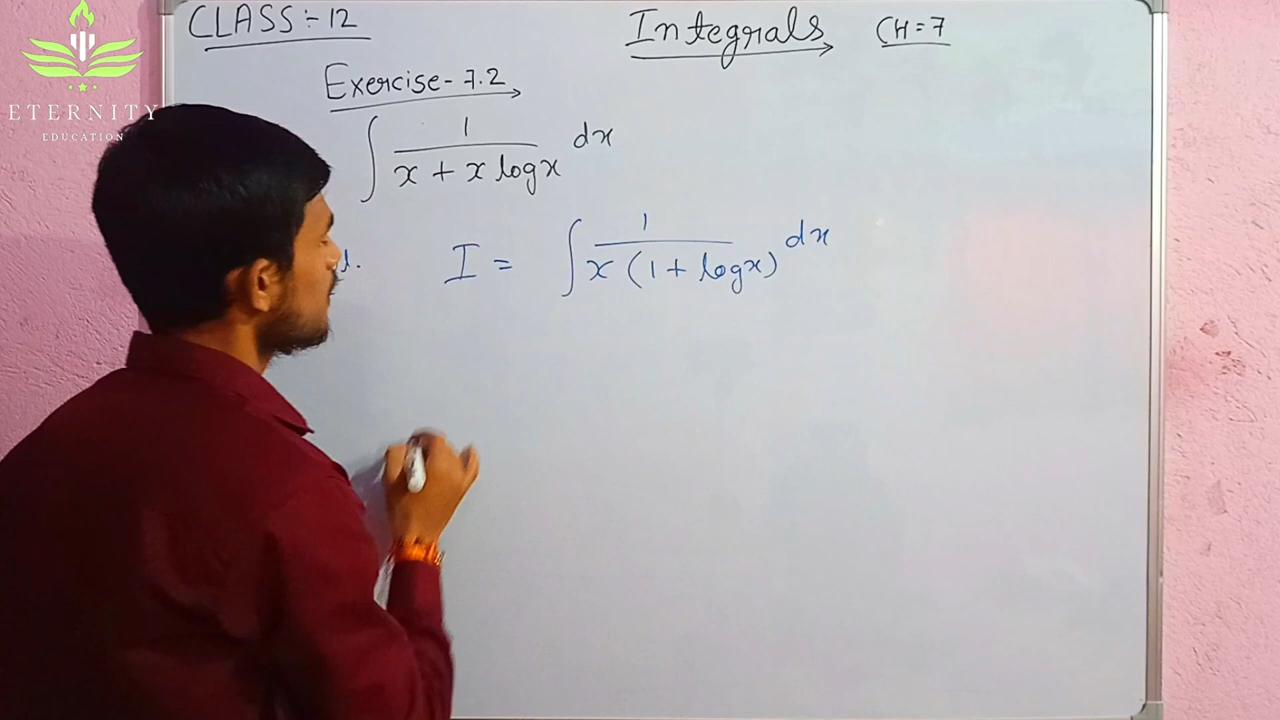 CLASS :- 12
Integrals CH = 7
ETERNITY
EDUCATION
Exercise - 7.2
∫ 1/(x + x log x) dx
I = ∫ 1/(x (1 + log x)) dx